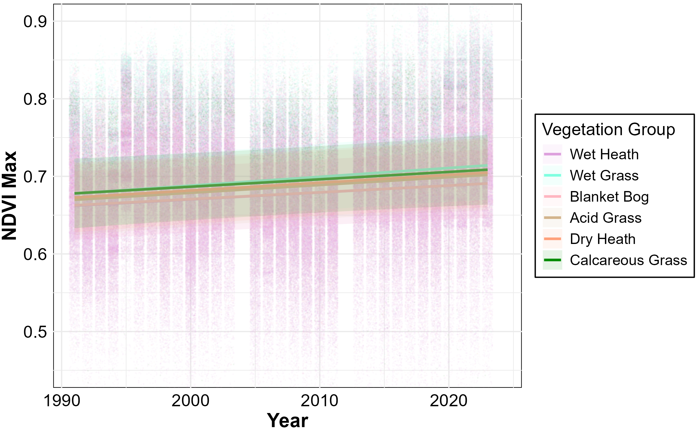 0.9
0.8
0.7
0.6
0.5
NDVI Max
1990 2000 2010 2020
Year
Vegetation Group
Wet Heath
Wet Grass
Blanket Bog
Acid Grass
Dry Heath
Calcareous Grass